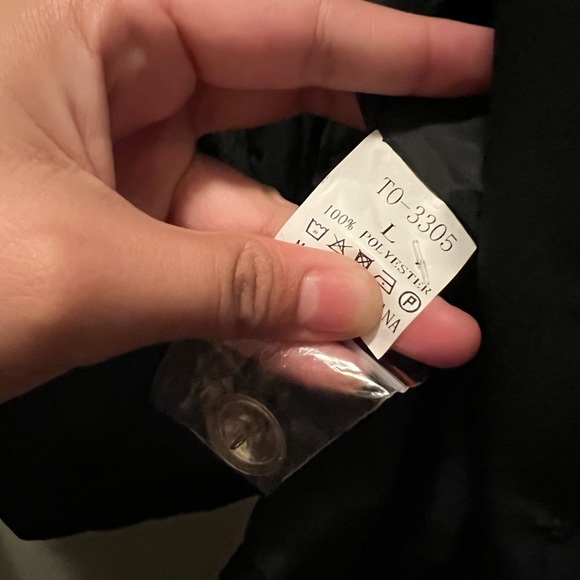 TO-3305
L
100% POLYESTER
P